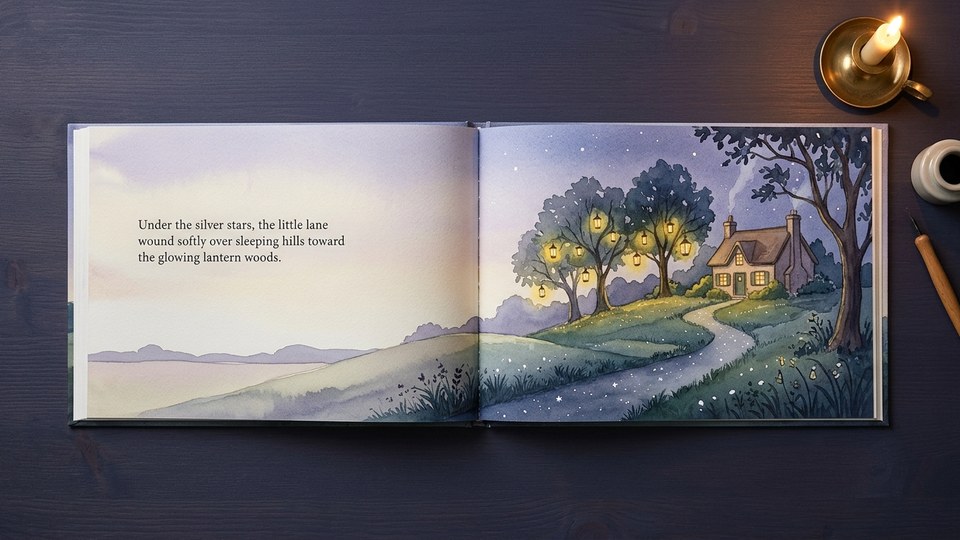 Under the silver stars, the little lane
wound softly over sleeping hills toward
the glowing lantern woods.